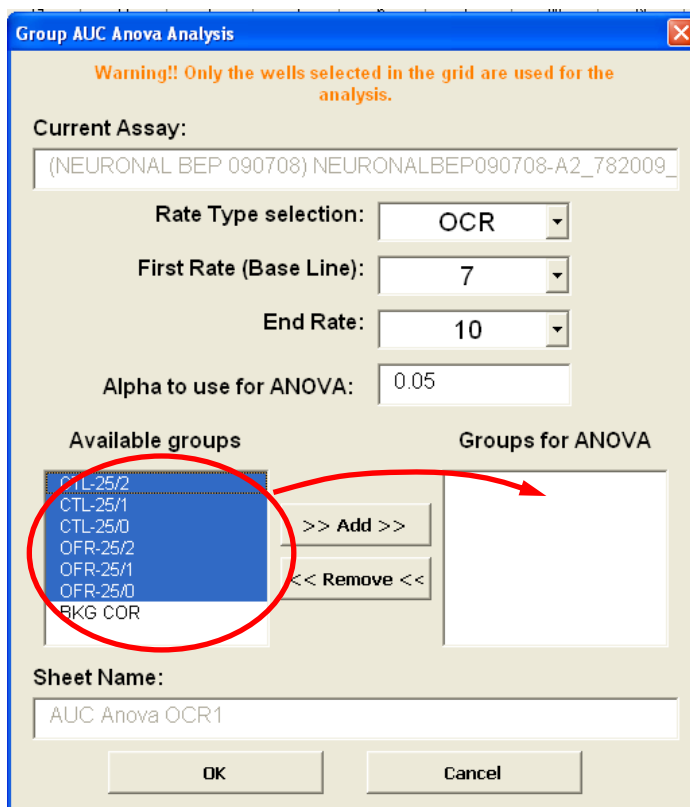 Group AUC Anova Analysis
Warning!! Only the wells selected in the grid are used for the
analysis.
Current Assay:
(NEURONAL BEP 090708) NEURONALBEP090708-A2_782009_
Rate Type selection:
OCR
First Rate (Base Line):
7
End Rate:
10
Alpha to use for ANOVA:
0.05
Available groups
Groups for ANOVA
CTL-25/2
CTL-25/1
CTL-25/0
OFR-25/2
OFR-25/1
OFR-25/0
BKG COR
>> Add >>
<< Remove <<
Sheet Name:
AUC Anova OCR1
OK
Cancel